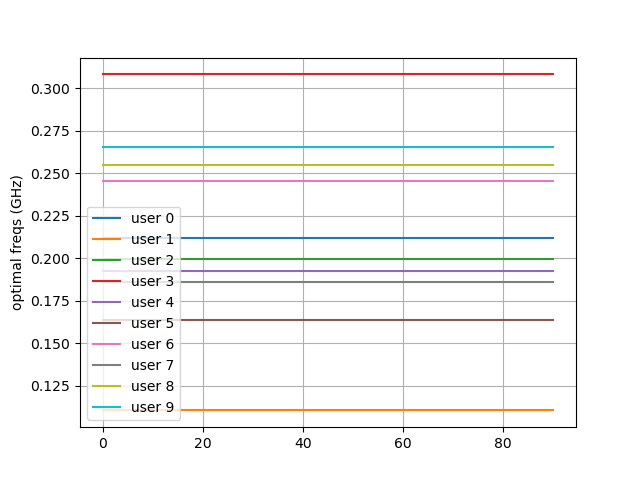 optimal freqs (GHz)
0.300
0.275
0.250
0.225
0.200
0.175
0.150
0.125
user 0
user 1
user 2
user 3
user 4
user 5
user 6
user 7
user 8
user 9
0 20 40 60 80